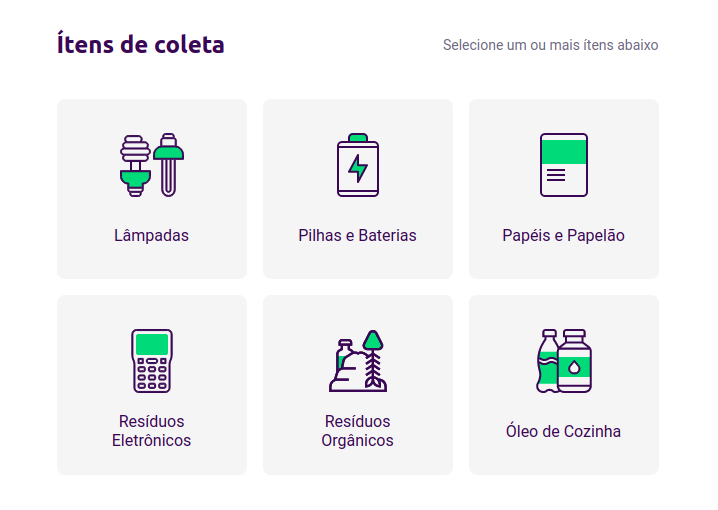 Ítens de coleta
Selecione um ou mais ítens abaixo
Lâmpadas
Pilhas e Baterias
Papéis e Papelão
Resíduos
Eletrônicos
Resíduos
Orgânicos
Óleo de Cozinha